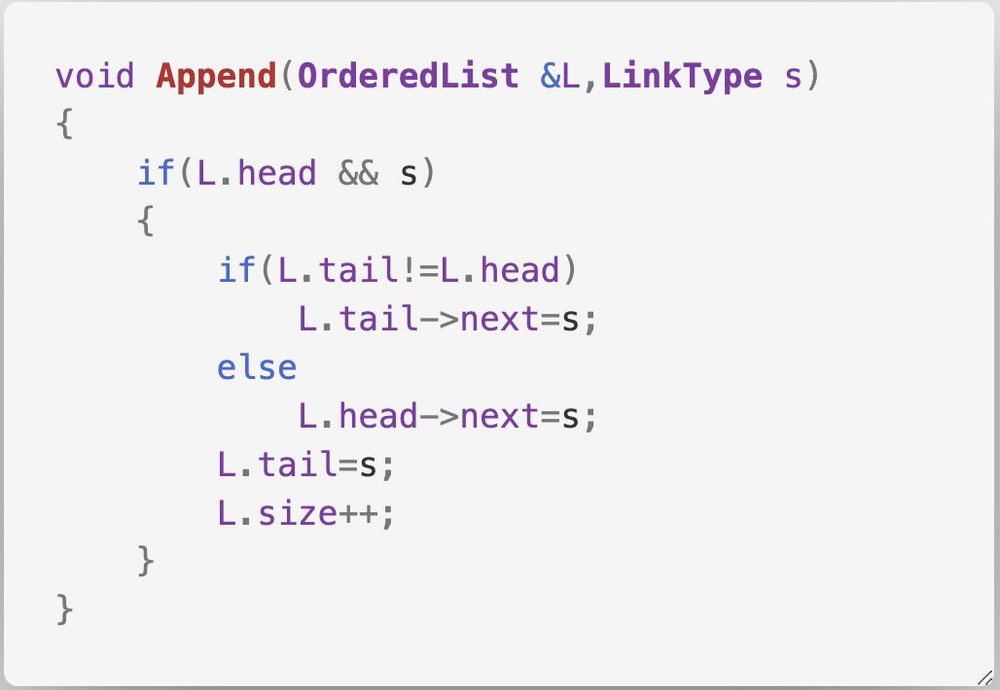 void Append(OrderedList &L,LinkType s)
{
    if(L.head && s)
    {
        if(L.tail!=L.head)
            L.tail->next=s;
        else
            L.head->next=s;
        L.tail=s;
        L.size++;
    }
}